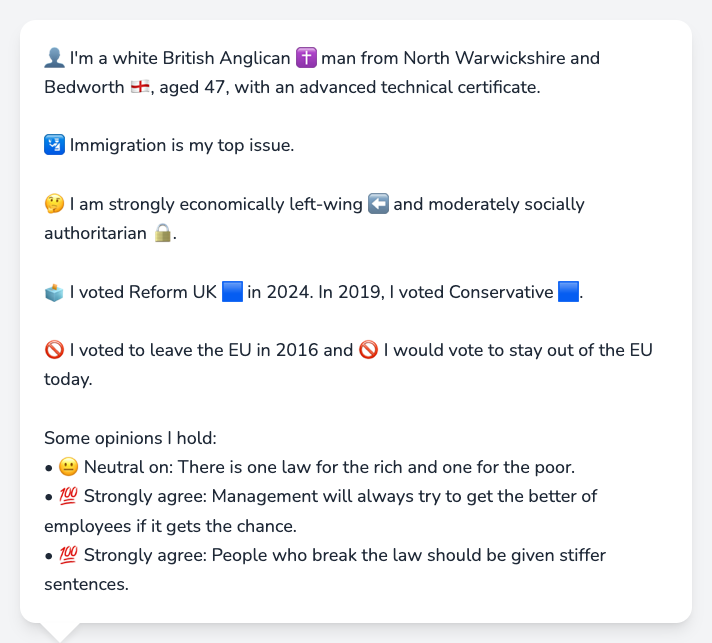 👤 I'm a white British Anglican ✝️ man from North Warwickshire and
Bedworth 🏴󠁧󠁢󠁥󠁮󠁧󠁿, aged 47, with an advanced technical certificate.
🛂 Immigration is my top issue.
🤔 I am strongly economically left-wing ⬅️ and moderately socially
authoritarian 🔒.
🗳️ I voted Reform UK 🟦 in 2024. In 2019, I voted Conservative 🟦.
🚫 I voted to leave the EU in 2016 and 🚫 I would vote to stay out of the EU
today.
Some opinions I hold:
• 😐 Neutral on: There is one law for the rich and one for the poor.
• 💯 Strongly agree: Management will always try to get the better of
employees if it gets the chance.
• 💯 Strongly agree: People who break the law should be given stiffer
sentences.